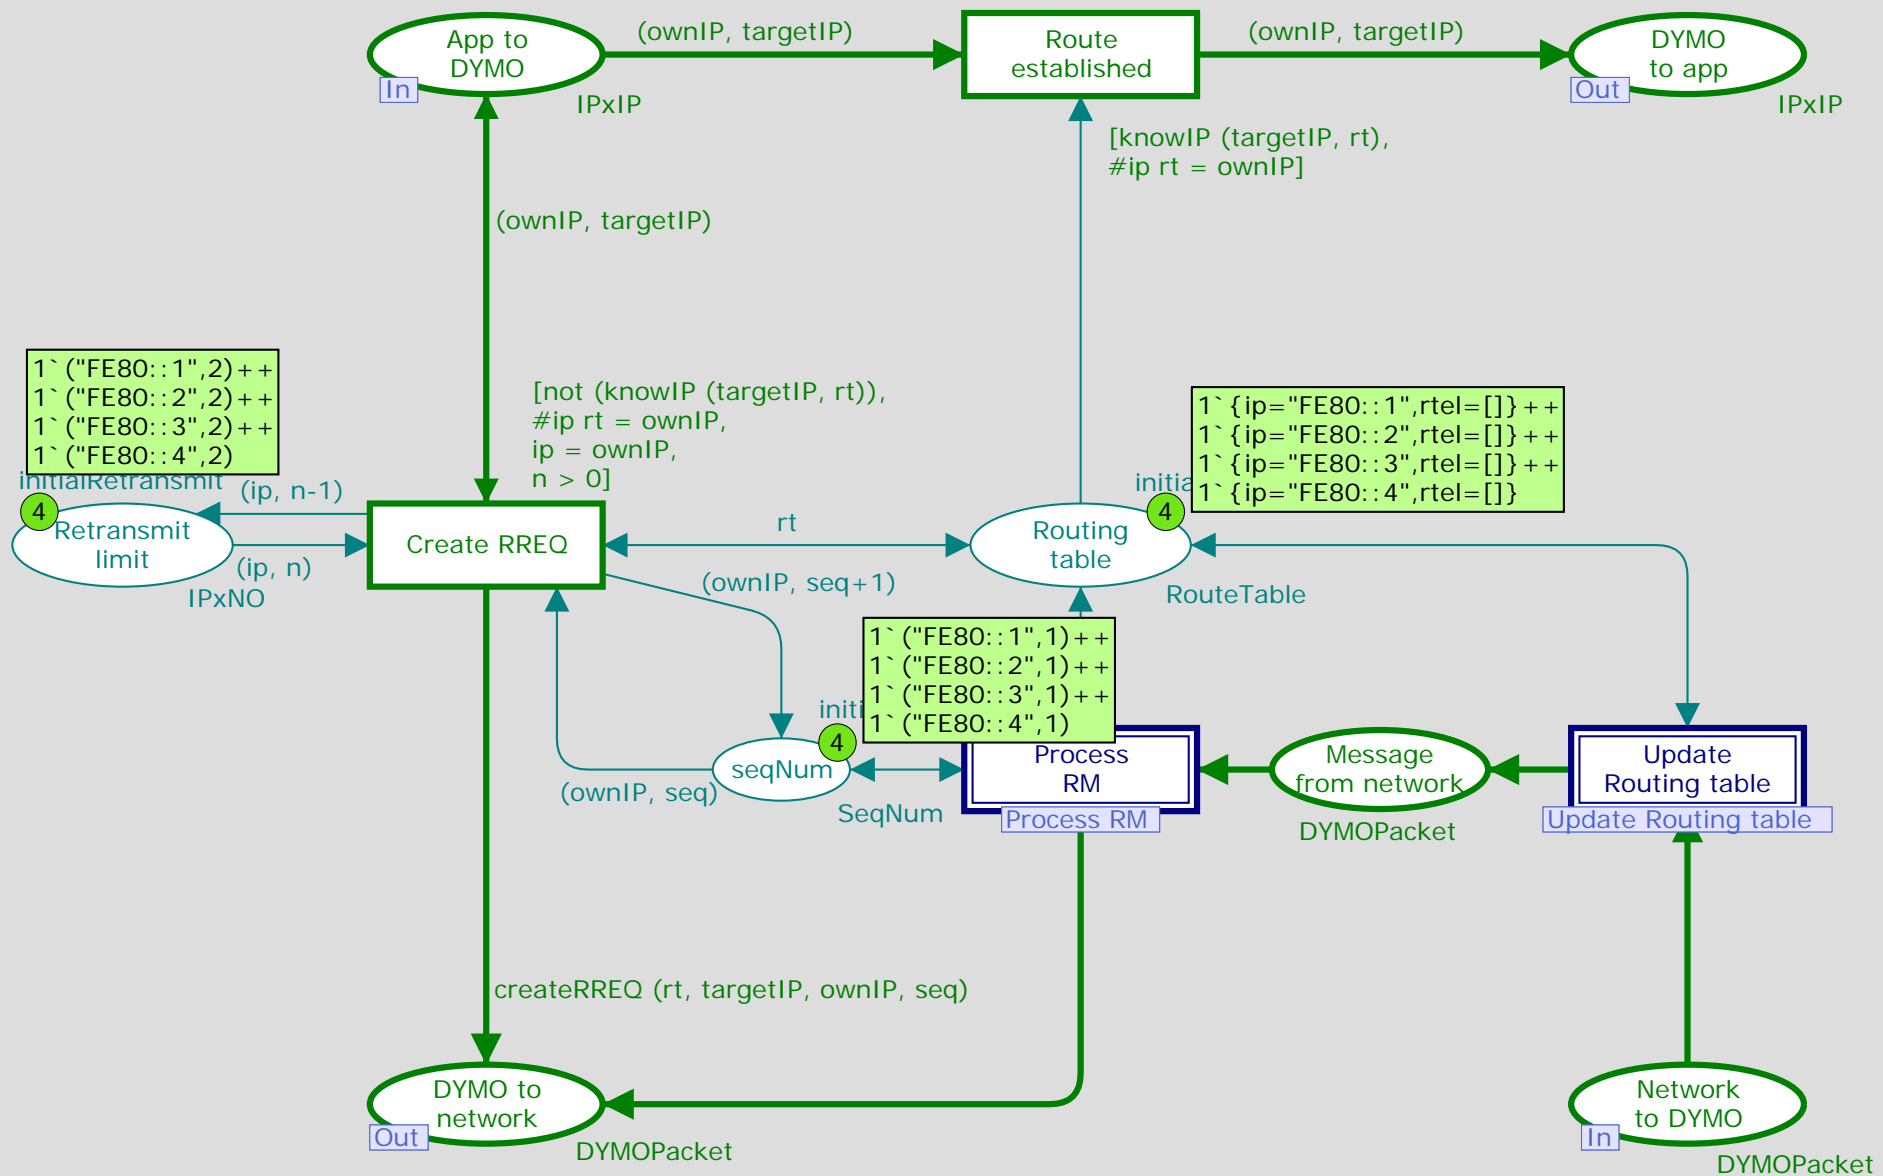 App to
DYMO
In
IPxIP
(ownIP, targetIP)
Route
established
(ownIP, targetIP)
DYMO
to app
Out
IPxIP
[knowIP (targetIP, rt),
#ip rt = ownIP]
(ownIP, targetIP)
1`("FE80::1",2)++
1`("FE80::2",2)++
1`("FE80::3",2)++
1`("FE80::4",2)
initialRetransmit
[not (knowIP (targetIP, rt)),
#ip rt = ownIP,
ip = ownIP,
n > 0]
1`{ip="FE80::1",rtel=[]}++
1`{ip="FE80::2",rtel=[]}++
1`{ip="FE80::3",rtel=[]}++
1`{ip="FE80::4",rtel=[]}
4
Retransmit
limit
(ip, n-1)
(ip, n)
IPxNO
Create RREQ
rt
4
Routing
table
RouteTable
(ownIP, seq+1)
1`("FE80::1",1)++
1`("FE80::2",1)++
1`("FE80::3",1)++
1`("FE80::4",1)
4
seqNum
(ownIP, seq)
SeqNum
Process
RM
Process RM
Message
from network
DYMOPacket
Update
Routing table
Update Routing table
createRREQ (rt, targetIP, ownIP, seq)
DYMO to
network
Out
DYMOPacket
Network
to DYMO
In
DYMOPacket